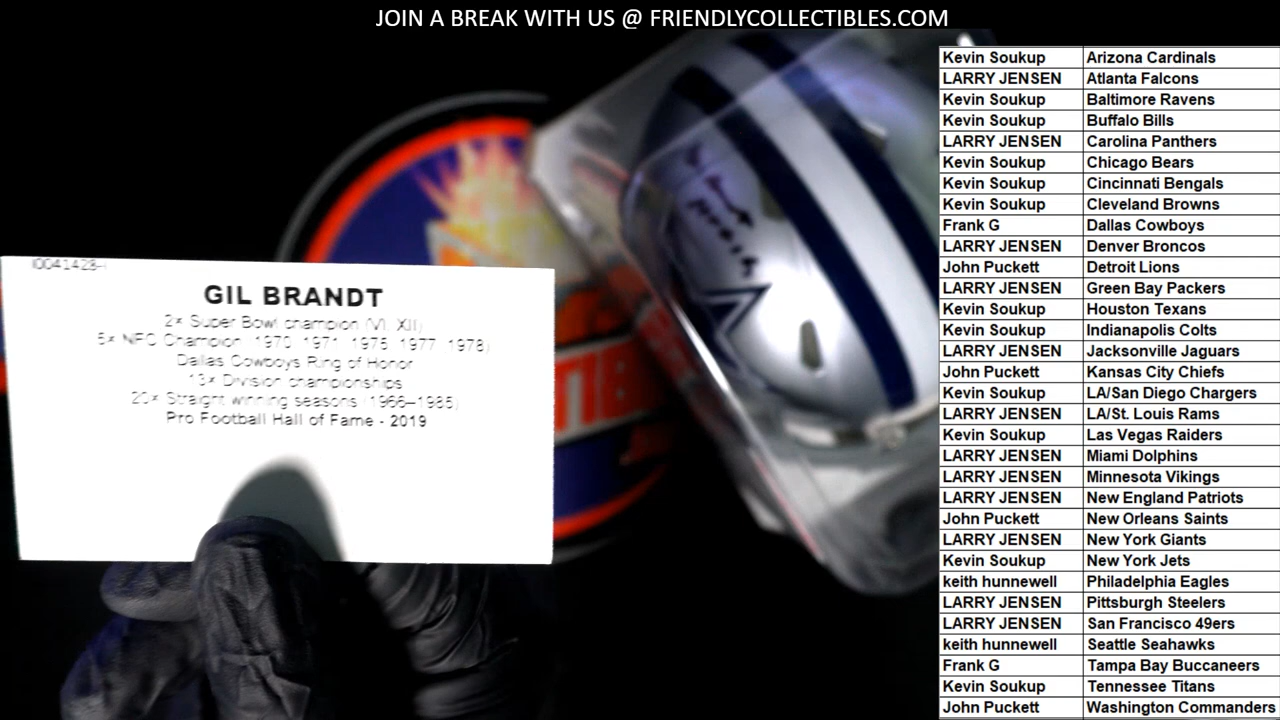 JOIN A BREAK WITH US @ FRIENDLYCOLLECTIBLES.COM
GIL BRANDT
2x Super Bowl champion (VI, XII)
5x NFC Champion 1970 1971 1975 1977 1978)
Dallas Cowboys Ring of Honor
13x Division championships
20x Straight winning seasons (1966–1985)
Pro Football Hall of Fame - 2019
Kevin Soukup Arizona Cardinals
LARRY JENSEN Atlanta Falcons
Kevin Soukup Baltimore Ravens
Kevin Soukup Buffalo Bills
LARRY JENSEN Carolina Panthers
Kevin Soukup Chicago Bears
Kevin Soukup Cincinnati Bengals
Kevin Soukup Cleveland Browns
Frank G Dallas Cowboys
LARRY JENSEN Denver Broncos
John Puckett Detroit Lions
LARRY JENSEN Green Bay Packers
Kevin Soukup Houston Texans
Kevin Soukup Indianapolis Colts
LARRY JENSEN Jacksonville Jaguars
John Puckett Kansas City Chiefs
Kevin Soukup LA/San Diego Chargers
LARRY JENSEN LA/St. Louis Rams
Kevin Soukup Las Vegas Raiders
LARRY JENSEN Miami Dolphins
LARRY JENSEN Minnesota Vikings
LARRY JENSEN New England Patriots
John Puckett New Orleans Saints
LARRY JENSEN New York Giants
Kevin Soukup New York Jets
keith hunnewell Philadelphia Eagles
LARRY JENSEN Pittsburgh Steelers
LARRY JENSEN San Francisco 49ers
keith hunnewell Seattle Seahawks
Frank G Tampa Bay Buccaneers
Kevin Soukup Tennessee Titans
John Puckett Washington Commanders